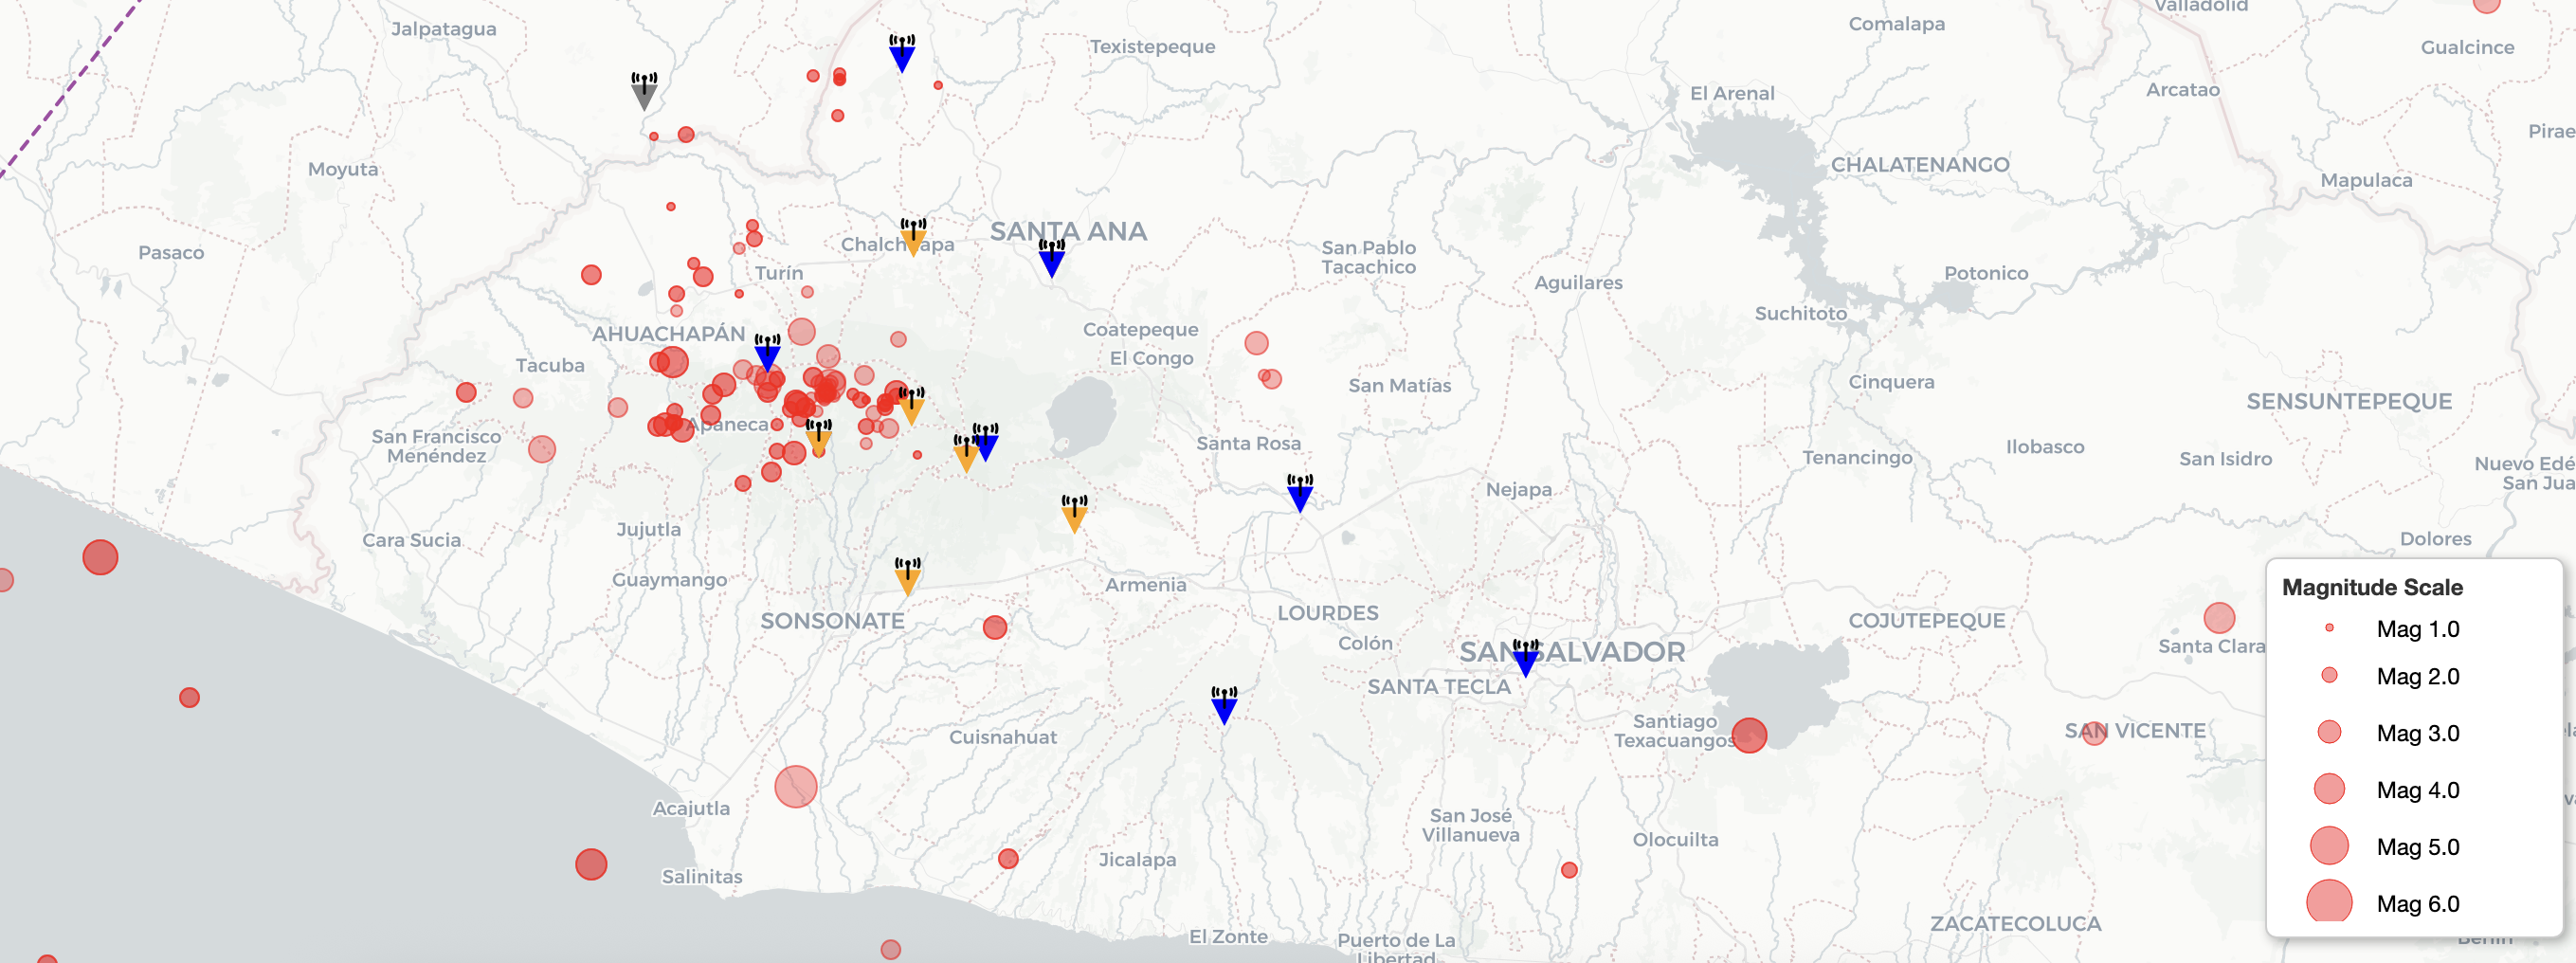 Jalpatagua
Texistepeque
Comalapa
Valladolid
Gualcince
El Arenal
Arcatao
Moyuta
CHALATENANGO
Mapulaca
Pasaco
Chalchuapa
SANTA ANA
San Pablo
Tacachico
Turín
Aguilares
Potonico
Suchitoto
AHUACHAPÁN
Coatepeque
El Congo
Tacuba
San Matías
Cinquera
SENSUNTEPEQUE
Apaneca
San Francisco
Menéndez
Santa Rosa
Tenancingo
Ilobasco
San Isidro
Nejapa
Jujutla
Cara Sucia
Dolores
Guaymango
Armenia
SONSONATE
LOURDES
Colón
COJUTEPEQUE
SAN SALVADOR
Santa Clara
SANTA TECLA
Santiago
Texacuangos
SAN VICENTE
Cuisnahuat
Acajutla
San José
Villanueva
Olocuilta
Jicalapa
Salinitas
El Zonte
Puerto de La
Libertad
ZACATECOLUCA
Magnitude Scale
Mag 1.0
Mag 2.0
Mag 3.0
Mag 4.0
Mag 5.0
Mag 6.0